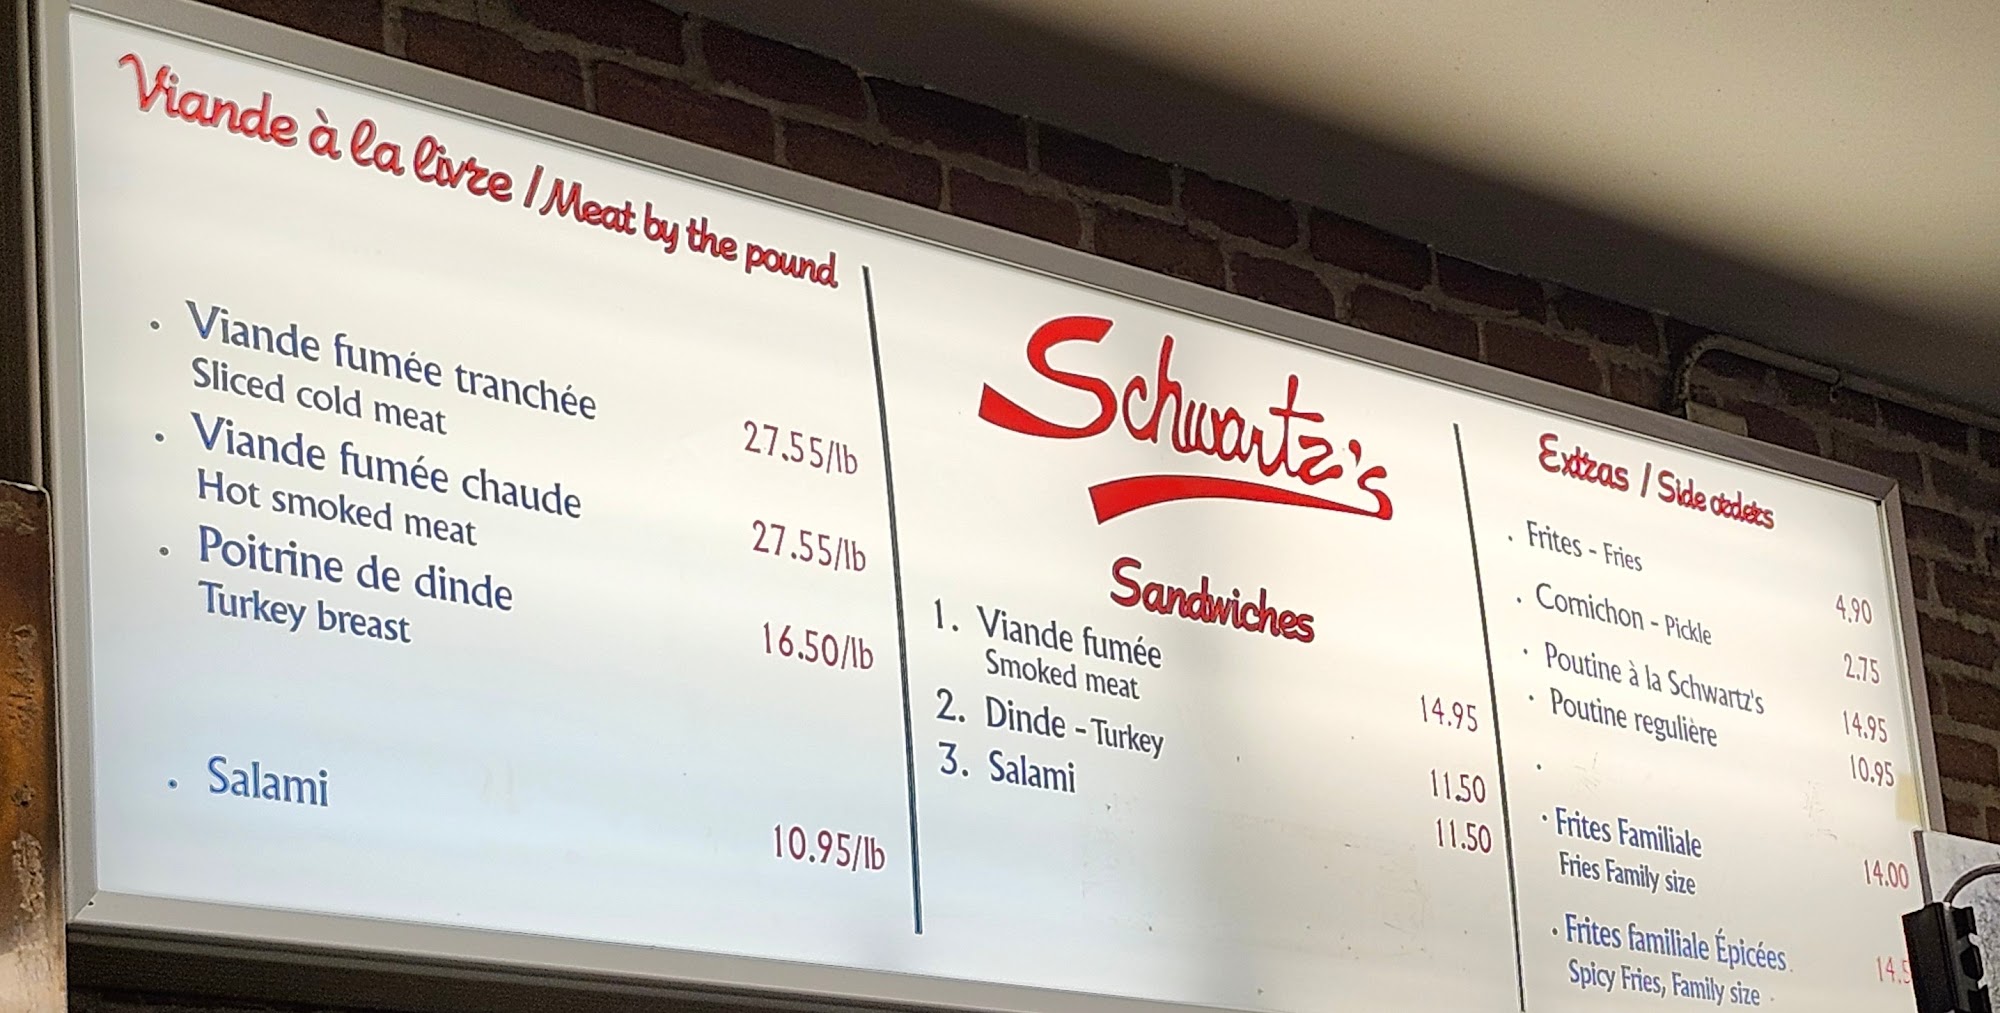 Viande à la livre / Meat by the pound
• Viande fumée tranchée
Sliced cold meat 27.55/lb
• Viande fumée chaude
Hot smoked meat 27.55/lb
• Poitrine de dinde
Turkey breast 16.50/lb
• Salami 10.95/lb
Schwartz's
Sandwiches
1. Viande fumée
Smoked meat 14.95
2. Dinde - Turkey 11.50
3. Salami 11.50
Extras / Side orders
• Frites - Fries 4.90
• Cornichon - Pickle 2.75
• Poutine à la Schwartz's 14.95
• Poutine regulière 10.95
• Frites Familiale
Fries Family size 14.00
• Frites familiale Épicées
Spicy Fries, Family size